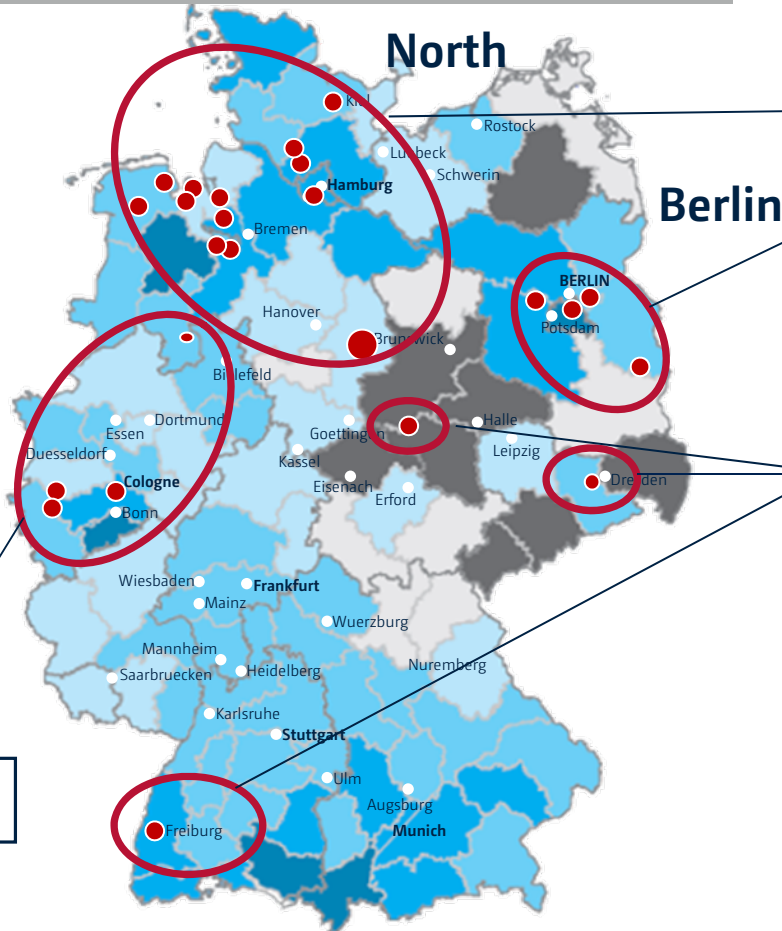 North
Kiel
Rostock
Luebeck
Schwerin
Hamburg
Berlin
Bremen
BERLIN
Hanover
Potsdam
Brunswick
Bielefeld
Essen
Dortmund
Goettingen
Halle
Duesseldorf
Kassel
Leipzig
Cologne
Eisenach
Erford
Dresden
Bonn
Wiesbaden
Frankfurt
Mainz
Wuerzburg
Mannheim
Heidelberg
Nuremberg
Saarbruecken
Karlsruhe
Stuttgart
Ulm
Augsburg
Freiburg
Munich